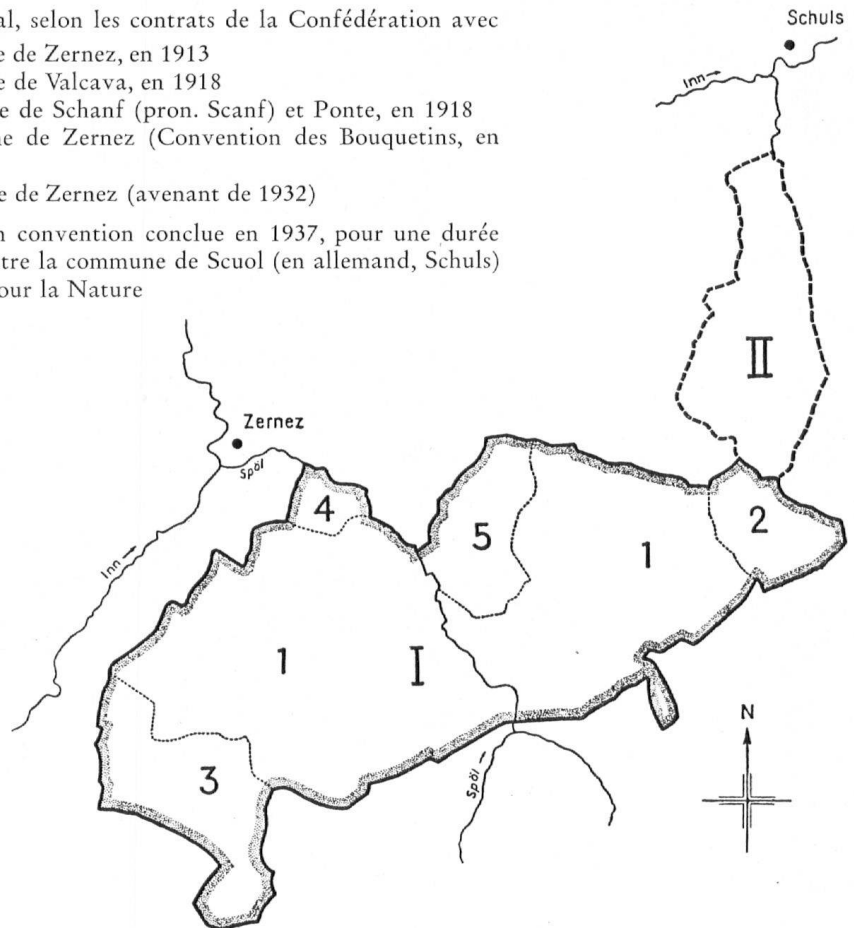 al, selon les contrats de la Confédération avec
e de Zernez, en 1913
e de Valcava, en 1918
e de Schanf (pron. Scanf) et Ponte, en 1918
ne de Zernez (Convention des Bouquetins, en
e de Zernez (avenant de 1932)
n convention conclue en 1937, pour une durée
tre la commune de Scuol (en allemand, Schuls)
our la Nature
Schuls
Inn
II
Zernez
Spöl
4
5
1
2
Inn
1
I
3
Spöl
N